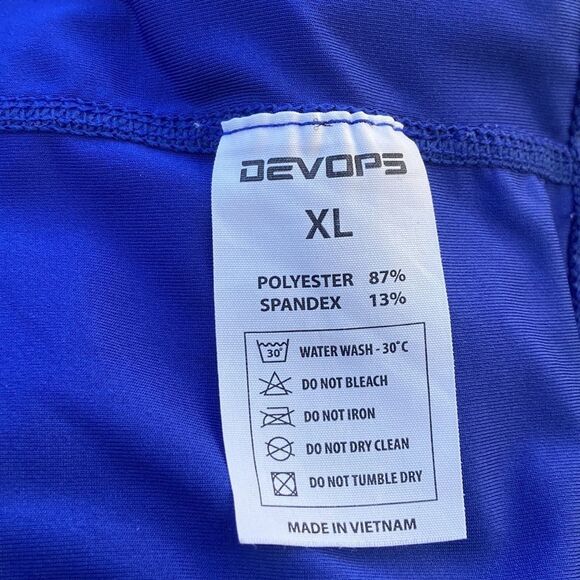 DEVOPS
XL
POLYESTER 87%
SPANDEX 13%
30° WATER WASH - 30°C
DO NOT BLEACH
DO NOT IRON
DO NOT DRY CLEAN
DO NOT TUMBLE DRY
MADE IN VIETNAM